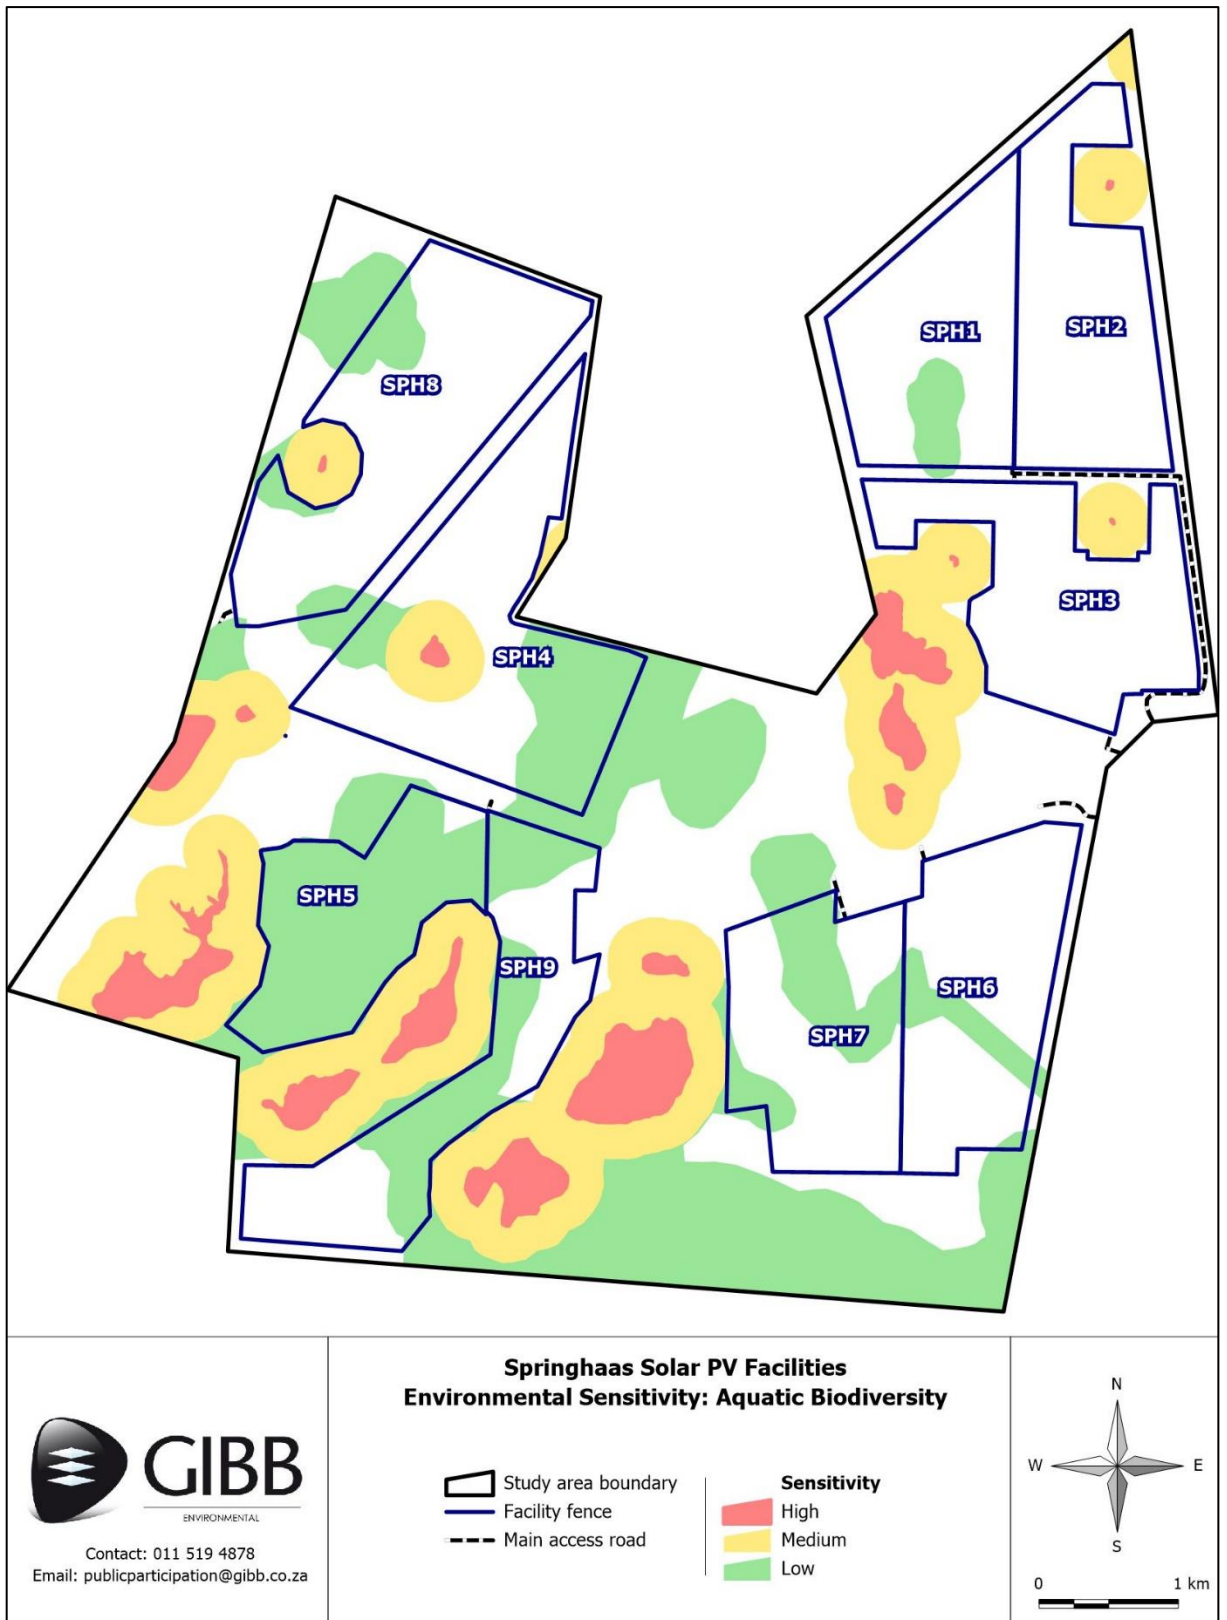 SPH1
SPH2
SPH8
SPH3
SPH4
SPH5
SPH9
SPH6
SPH7
Springhaas Solar PV Facilities
Environmental Sensitivity: Aquatic Biodiversity
Study area boundary
Facility fence
Main access road
Sensitivity
High
Medium
Low
GIBB
ENVIRONMENTAL
Contact: 011 519 4878
Email: publicparticipation@gibb.co.za
N
W
E
S
0 1 km